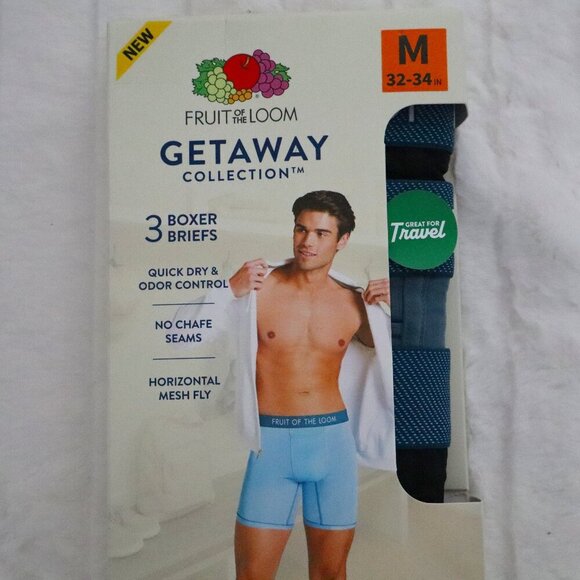 NEW
FRUIT OF THE LOOM
GETAWAY
COLLECTION™
3 BOXER
BRIEFS
QUICK DRY &
ODOR CONTROL
NO CHAFE
SEAMS
HORIZONTAL
MESH FLY
M
32-34 IN
GREAT FOR
Travel
FRUIT OF THE LOOM